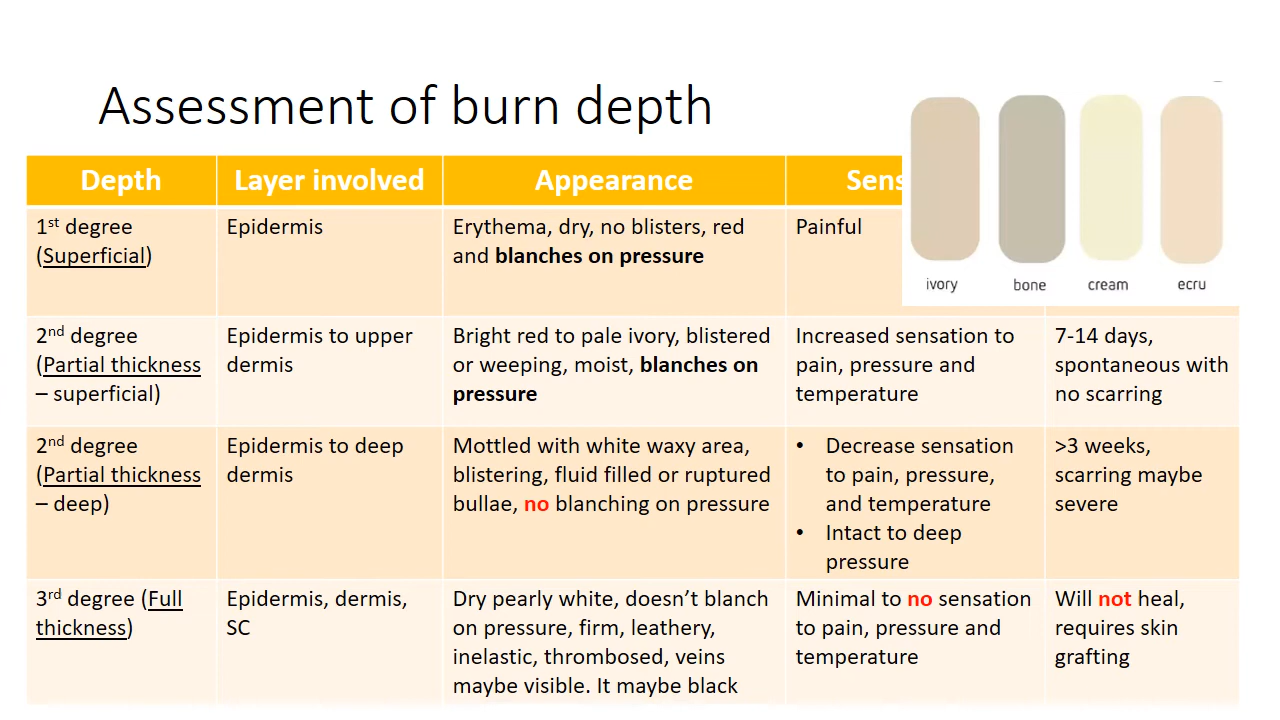 Assessment of burn depth
ivory bone cream ecru
Depth Layer involved Appearance Sens
1st degree
(Superficial)
Epidermis
Erythema, dry, no blisters, red
and blanches on pressure
Painful
2nd degree
(Partial thickness
– superficial)
Epidermis to upper
dermis
Bright red to pale ivory, blistered
or weeping, moist, blanches on
pressure
Increased sensation to
pain, pressure and
temperature
7-14 days,
spontaneous with
no scarring
2nd degree
(Partial thickness
– deep)
Epidermis to deep
dermis
Mottled with white waxy area,
blistering, fluid filled or ruptured
bullae, no blanching on pressure
• Decrease sensation
to pain, pressure,
and temperature
• Intact to deep
pressure
>3 weeks,
scarring maybe
severe
3rd degree (Full
thickness)
Epidermis, dermis,
SC
Dry pearly white, doesn’t blanch
on pressure, firm, leathery,
inelastic, thrombosed, veins
maybe visible. It maybe black
Minimal to no sensation
to pain, pressure and
temperature
Will not heal,
requires skin
grafting